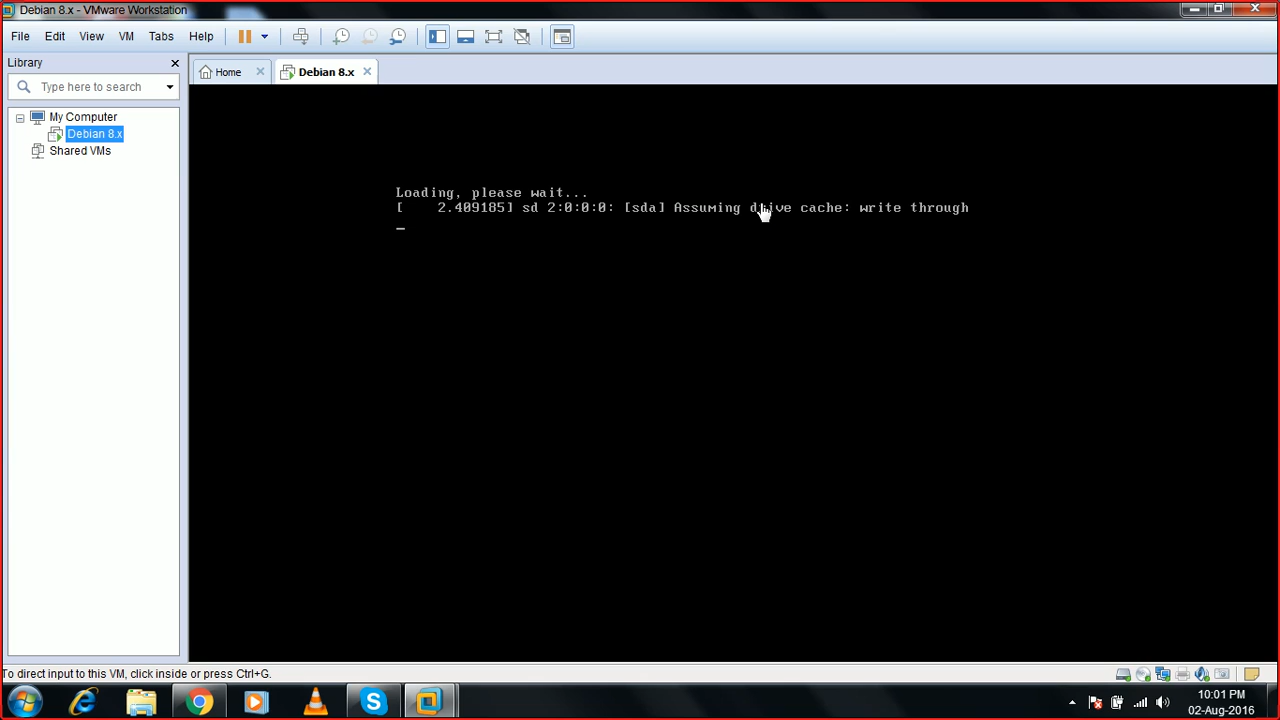 Debian 8.x - VMware Workstation
File Edit View VM Tabs Help
Library
Type here to search
My Computer
Debian 8.x
Shared VMs
Home
Debian 8.x
Loading, please wait...
[    2.409185] sd 2:0:0:0: [sda] Assuming drive cache: write through
_
To direct input to this VM, click inside or press Ctrl+G.
10:01 PM
02-Aug-2016